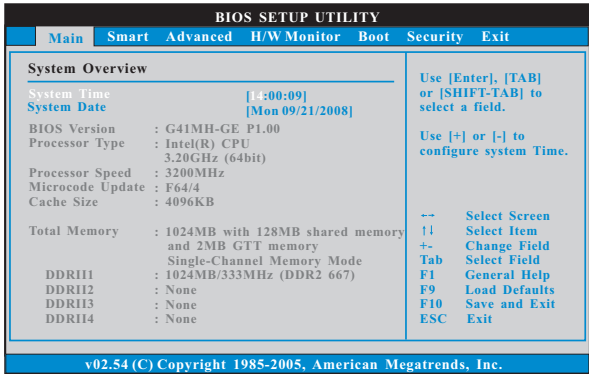 BIOS SETUP UTILITY
Main Smart Advanced H/W Monitor Boot Security Exit
System Overview
System Time [14:00:09]
System Date [Mon 09/21/2008]
BIOS Version : G41MH-GE P1.00
Processor Type : Intel(R) CPU
3.20GHz (64bit)
Processor Speed : 3200MHz
Microcode Update : F64/4
Cache Size : 4096KB
Total Memory : 1024MB with 128MB shared memory
and 2MB GTT memory
Single-Channel Memory Mode
DDRII1 : 1024MB/333MHz (DDR2 667)
DDRII2 : None
DDRII3 : None
DDRII4 : None
Use [Enter], [TAB]
or [SHIFT-TAB] to
select a field.
Use [+] or [-] to
configure system Time.
←→ Select Screen
↑↓ Select Item
+- Change Field
Tab Select Field
F1 General Help
F9 Load Defaults
F10 Save and Exit
ESC Exit
v02.54 (C) Copyright 1985-2005, American Megatrends, Inc.